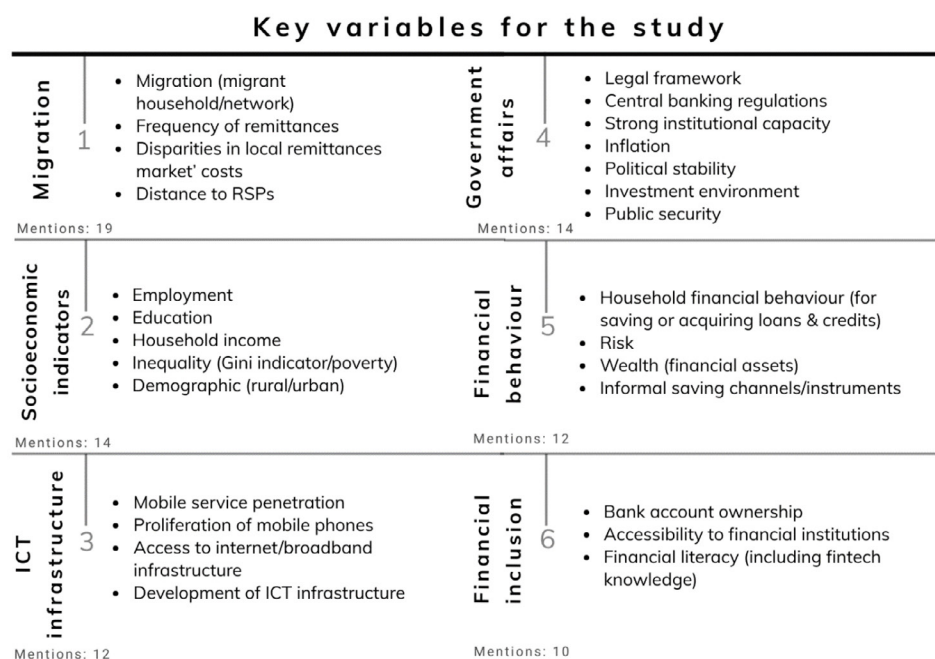 Key variables for the study
Migration
1
• Migration (migrant
household/network)
• Frequency of remittances
• Disparities in local remittances
market' costs
• Distance to RSPs
Mentions: 19
Socioeconomic
indicators
2
• Employment
• Education
• Household income
• Inequality (Gini indicator/poverty)
• Demographic (rural/urban)
Mentions: 14
ICT
infrastructure
3
• Mobile service penetration
• Proliferation of mobile phones
• Access to internet/broadband
infrastructure
• Development of ICT infrastructure
Mentions: 12
Government
affairs
4
• Legal framework
• Central banking regulations
• Strong institutional capacity
• Inflation
• Political stability
• Investment environment
• Public security
Mentions: 14
Financial
behaviour
5
• Household financial behaviour (for
saving or acquiring loans & credits)
• Risk
• Wealth (financial assets)
• Informal saving channels/instruments
Mentions: 12
Financial
inclusion
6
• Bank account ownership
• Accessibility to financial institutions
• Financial literacy (including fintech
knowledge)
Mentions: 10